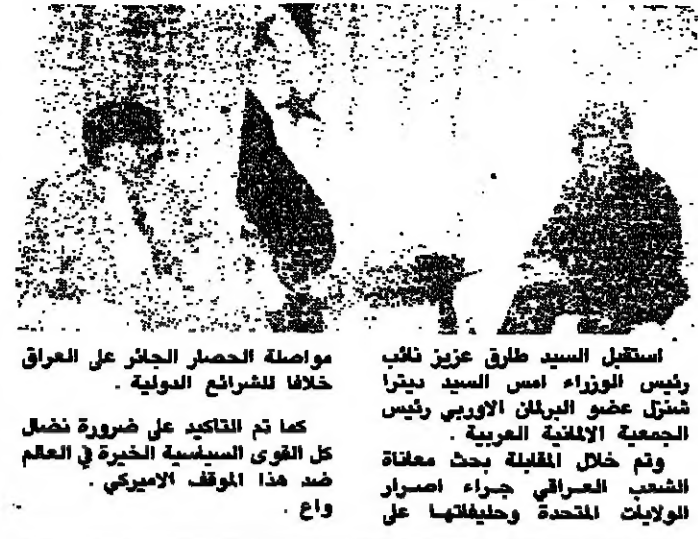 استقبل السيد طارق عزيز نائب
رئيس الوزراء امس السيد ديترا
شنزل عضو البرلمان الاوربي رئيس
الجمعية الالمانية العربية .
وتم خلال المقابلة بحث معاناة
الشعب العراقي جراء اصرار
الولايات المتحدة وحليفاتها على
مواصلة الحصار الجائر على العراق
خلافا للشرائع الدولية .
كما تم التاكيد على ضرورة نضال
كل القوى السياسية الخيرة في العالم
ضد هذا الموقف الاميركي .
واع .